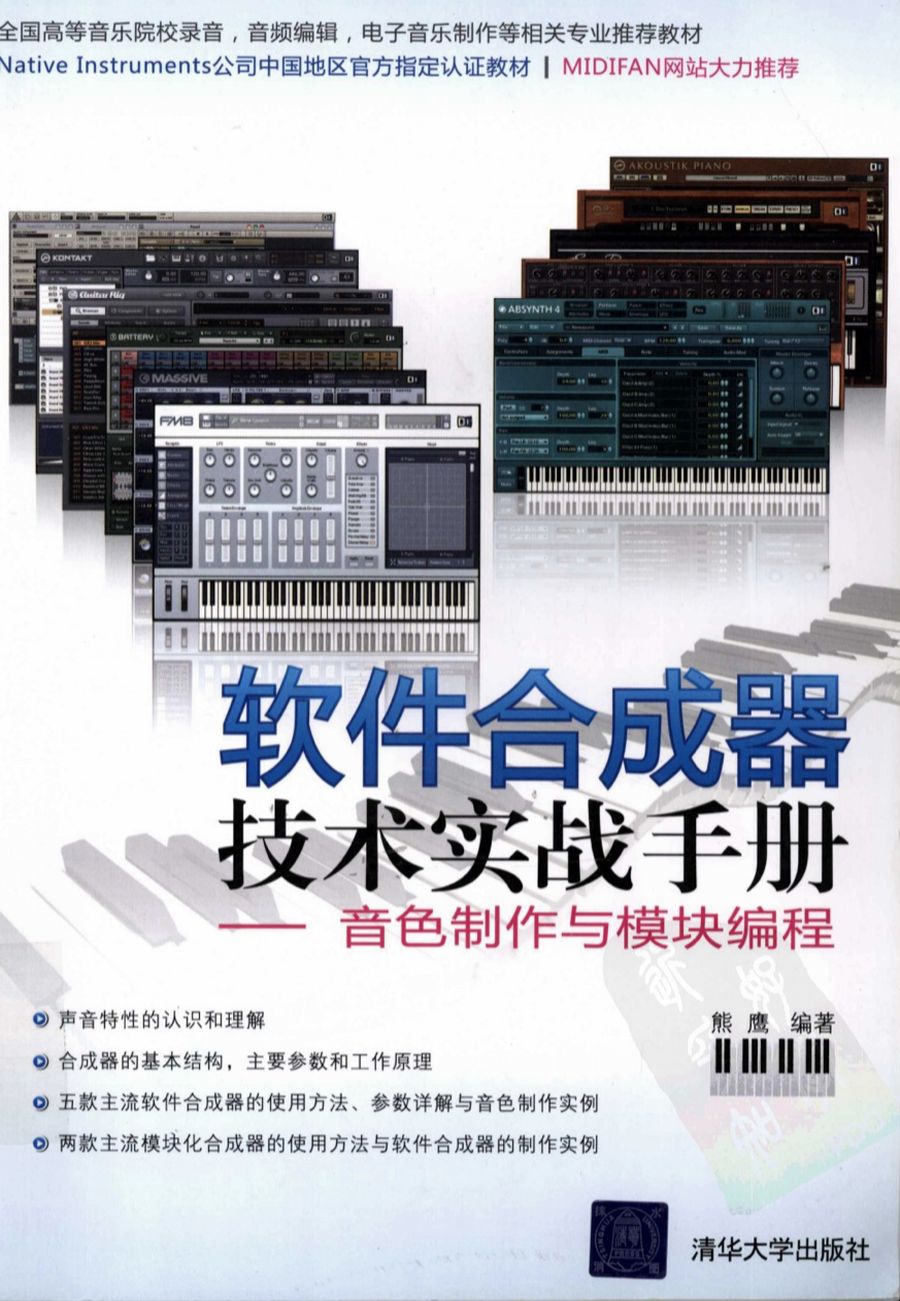 全国高等音乐院校录音，音频编辑，电子音乐制作等相关专业推荐教材
Native Instruments公司中国地区官方指定认证教材 | MIDIFAN网站大力推荐
AKOUSTIK PIANO
KONTAKT
Guitar Rig
BATTERY
MASSIVE
FM8
ABSYNTH 4
软件合成器
技术实战手册
—— 音色制作与模块编程
声音特性的认识和理解
合成器的基本结构，主要参数和工作原理
五款主流软件合成器的使用方法、参数详解与音色制作实例
两款主流模块化合成器的使用方法与软件合成器的制作实例
熊 鹰 编著
清华大学出版社